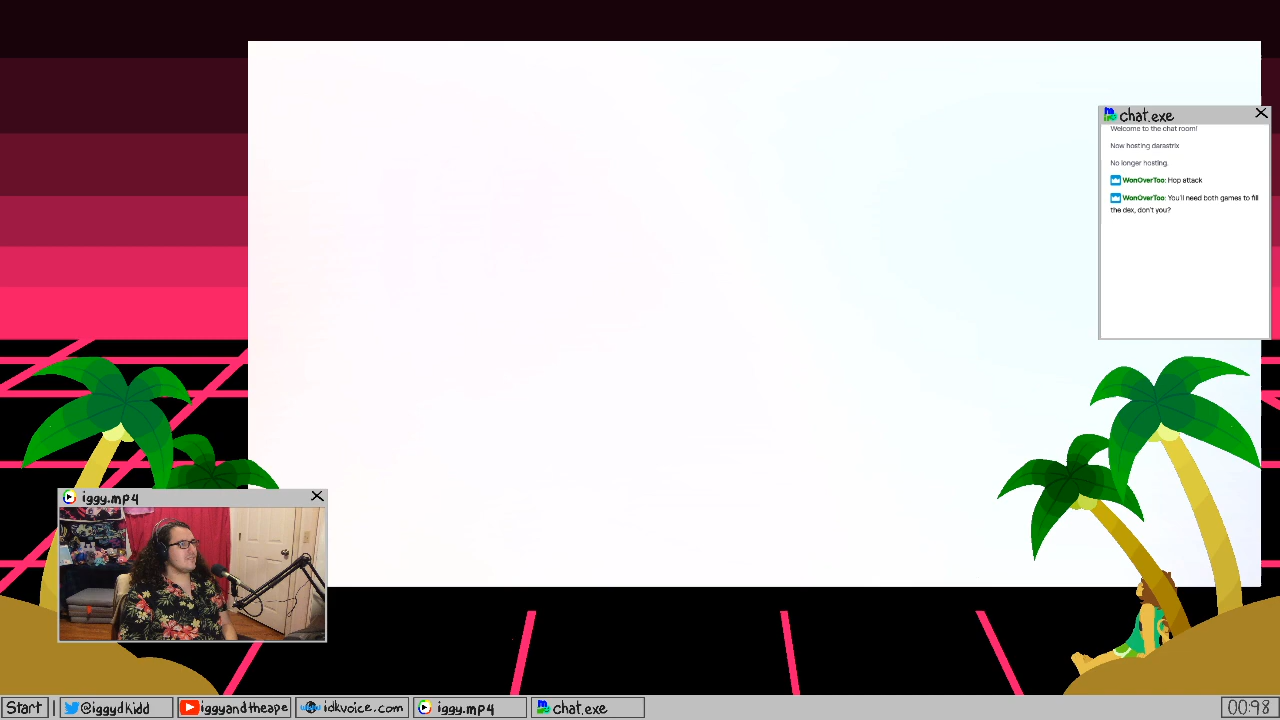 chat.exe
Welcome to the chat room!
Now hosting darastrix
No longer hosting.
WonOverToo: Hop attack
WonOverToo: You'll need both games to fill
the dex, don't you?
iggy.mp4
Start
@iggydkidd
iggyandtheape
idkvoice.com
iggy.mp4
chat.exe
00:98